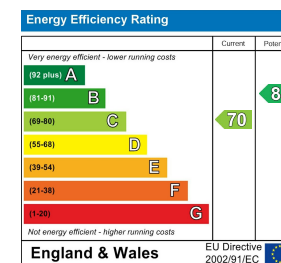 Energy Efficiency Rating
Current
Very energy efficient - lower running costs
(92 plus) A
(81-91) B
(69-80) C
70
(55-68) D
(39-54) E
(21-38) F
(1-20) G
Not energy efficient - higher running costs
England & Wales
EU Directive
2002/91/EC